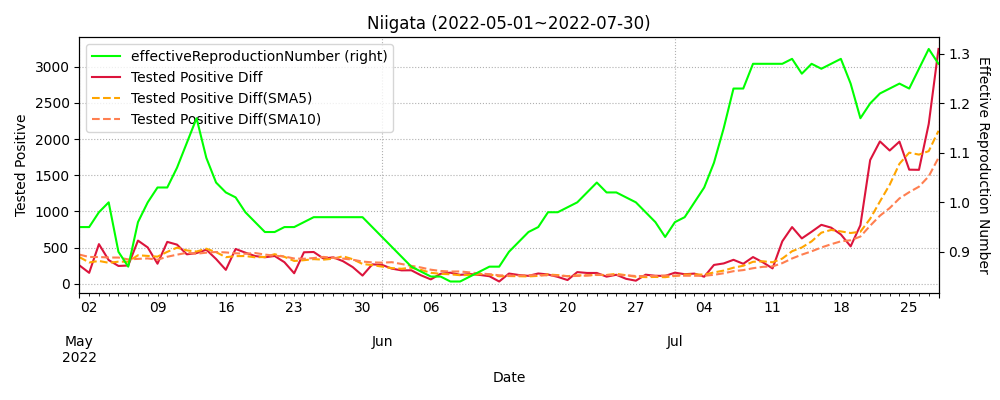 Niigata (2022-05-01~2022-07-30)
effectiveReproductionNumber (right)
Tested Positive Diff
Tested Positive Diff(SMA5)
Tested Positive Diff(SMA10)
Tested Positive
3000
2500
2000
1500
1000
500
0
1.3
1.2
1.1
1.0
0.9
Effective Reproduction Number
02 09 16 23 30 06 13 20 27 04 11 18 25
May Jun Jul
2022
Date